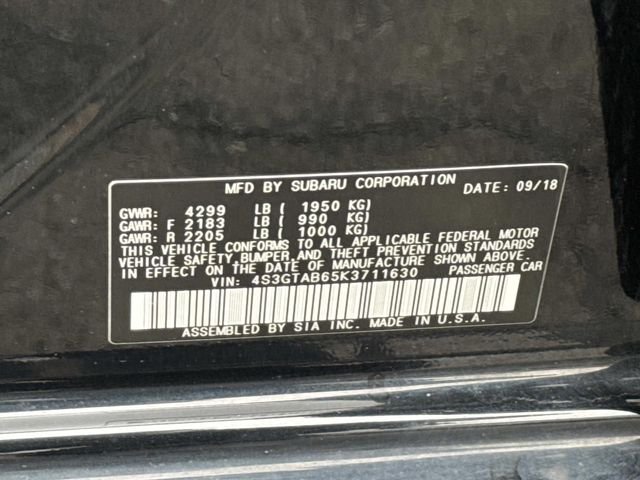 MFD BY SUBARU CORPORATION DATE: 09/18
GVWR: 4299 LB ( 1950 KG)
GAWR: F 2183 LB ( 990 KG)
GAWR: R 2205 LB ( 1000 KG)
THIS VEHICLE CONFORMS TO ALL APPLICABLE FEDERAL MOTOR
VEHICLE SAFETY, BUMPER, AND THEFT PREVENTION STANDARDS
IN EFFECT ON THE DATE OF MANUFACTURE SHOWN ABOVE.
VIN: 4S3GTAB65K3711630 PASSENGER CAR
ASSEMBLED BY SIA INC. MADE IN U.S.A.